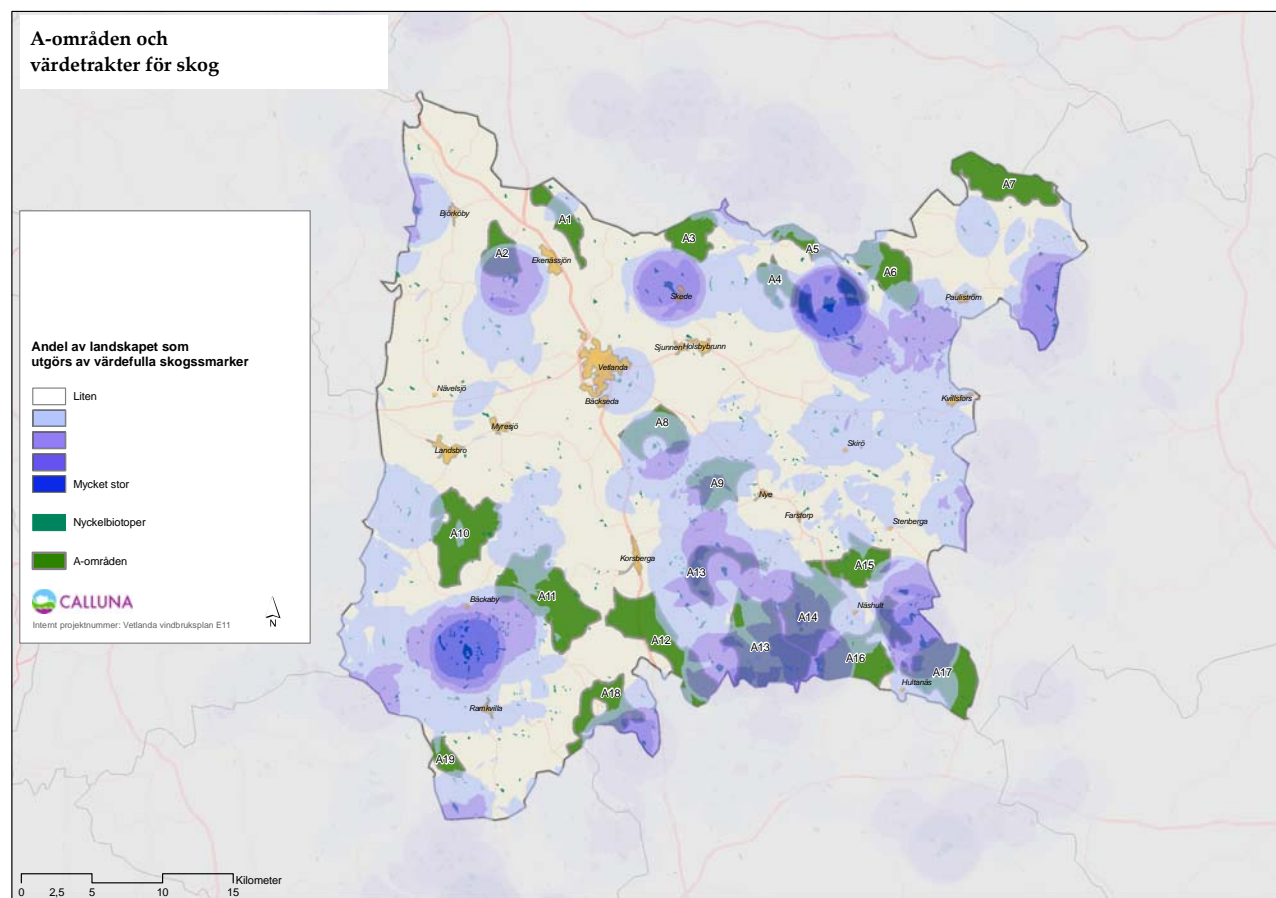 A-områden och
värdetrakter för skog
Andel av landskapet som
utgörs av värdefulla skogssmarker
Liten
Mycket stor
Nyckelbiotoper
A-områden
CALLUNA
Internt projektnummer: Vetlanda vindbruksplan E11
N
A7
Björköby
A1
A2
Ekenässjön
A3
A5
A4
A6
Skede
Pauliström
Sjunnen
Holsbybrunn
Vetlanda
Nävelsjö
Bäckseda
Kvillsfors
A8
Myresjö
Landsbro
Skirö
A9
Nye
Farstorp
Stenberga
A10
Korsberga
A13
A15
Bäckaby
A11
Näshult
A14
A12
A13
A16
A17
Hultanäs
A18
Ramkvilla
A19
Kilometer
0 2,5 5 10 15